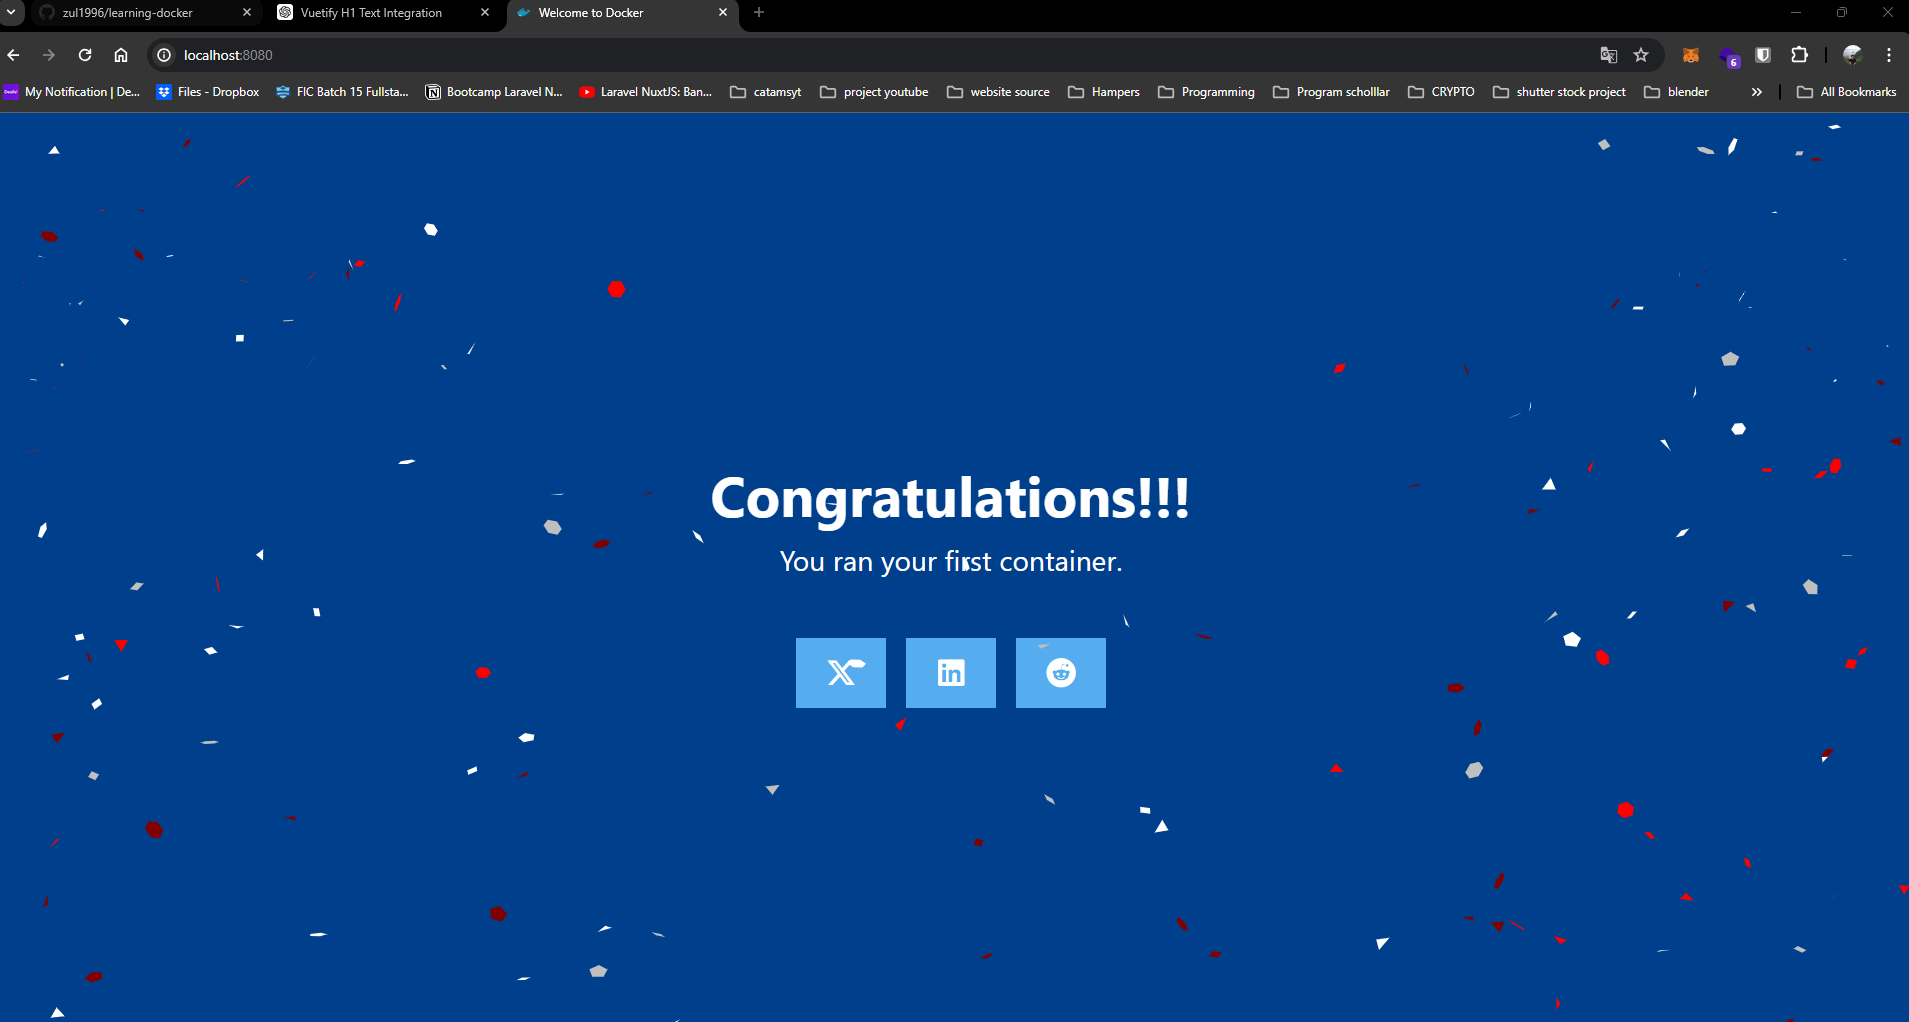 zul1996/learning-docker
Vuetify H1 Text Integration
Welcome to Docker
localhost:8080
6
My Notification | De...
Files - Dropbox
FIC Batch 15 Fullsta...
Bootcamp Laravel N...
Laravel NuxtJS: Ban...
catamsyt
project youtube
website source
Hampers
Programming
Program scholllar
CRYPTO
shutter stock project
blender
All Bookmarks
Congratulations!!!
You ran your first container.